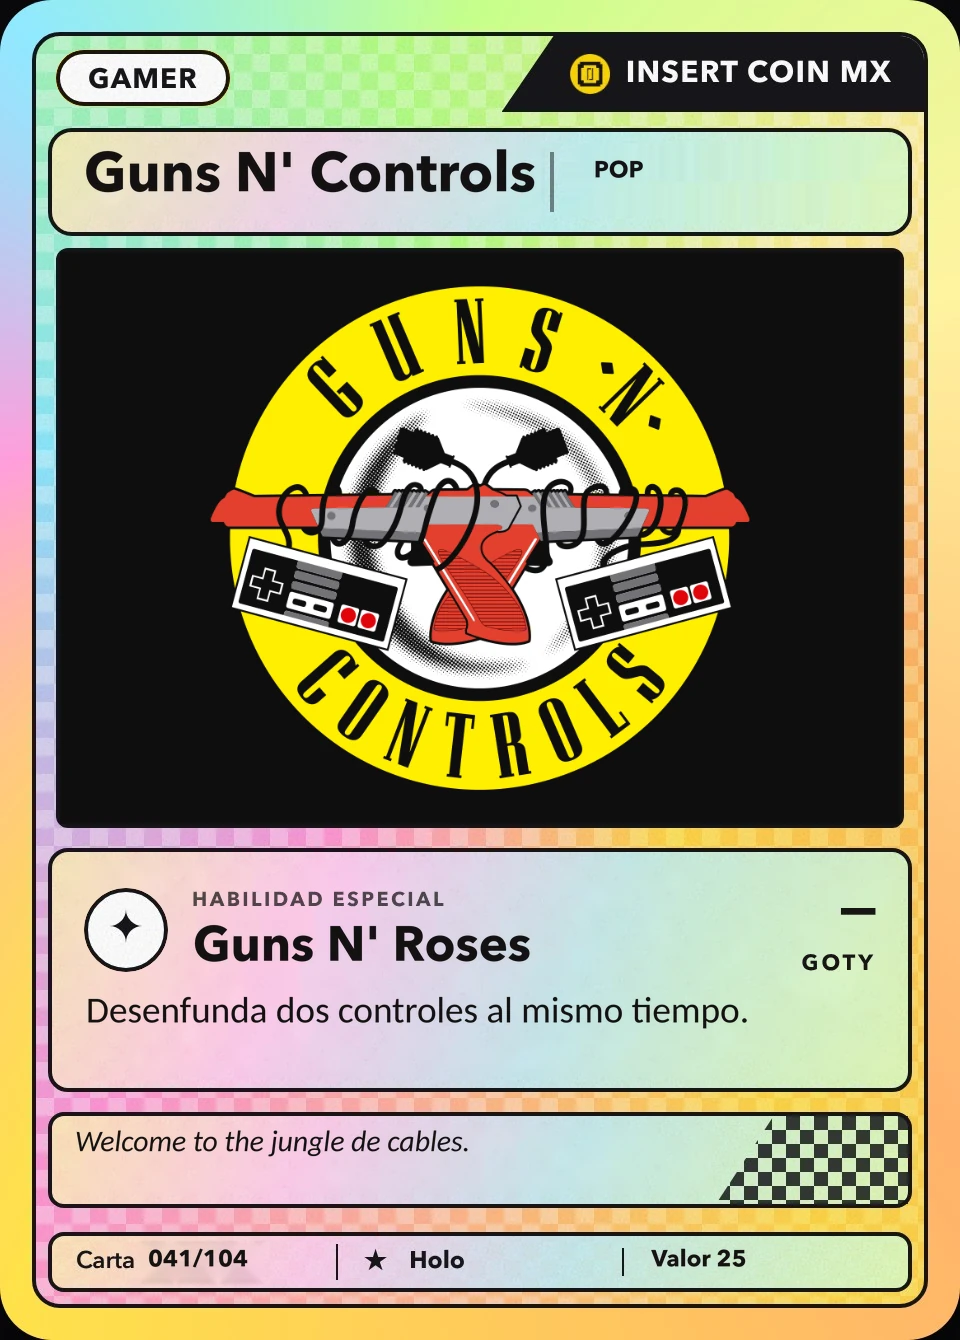 GAMER
INSERT COIN MX
Guns N' Controls
POP
GUNS ·N·
CONTROLS
HABILIDAD ESPECIAL
Guns N' Roses
—
GOTY
Desenfunda dos controles al mismo tiempo.
Welcome to the jungle de cables.
Carta 041/104
★ Holo
Valor 25